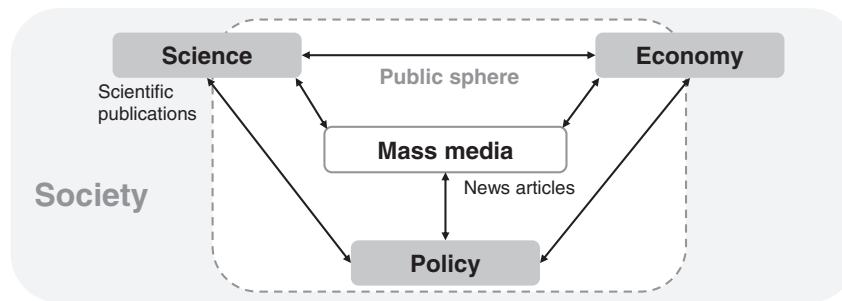 Science
Economy
Public sphere
Scientific
publications
Mass media
News articles
Society
Policy